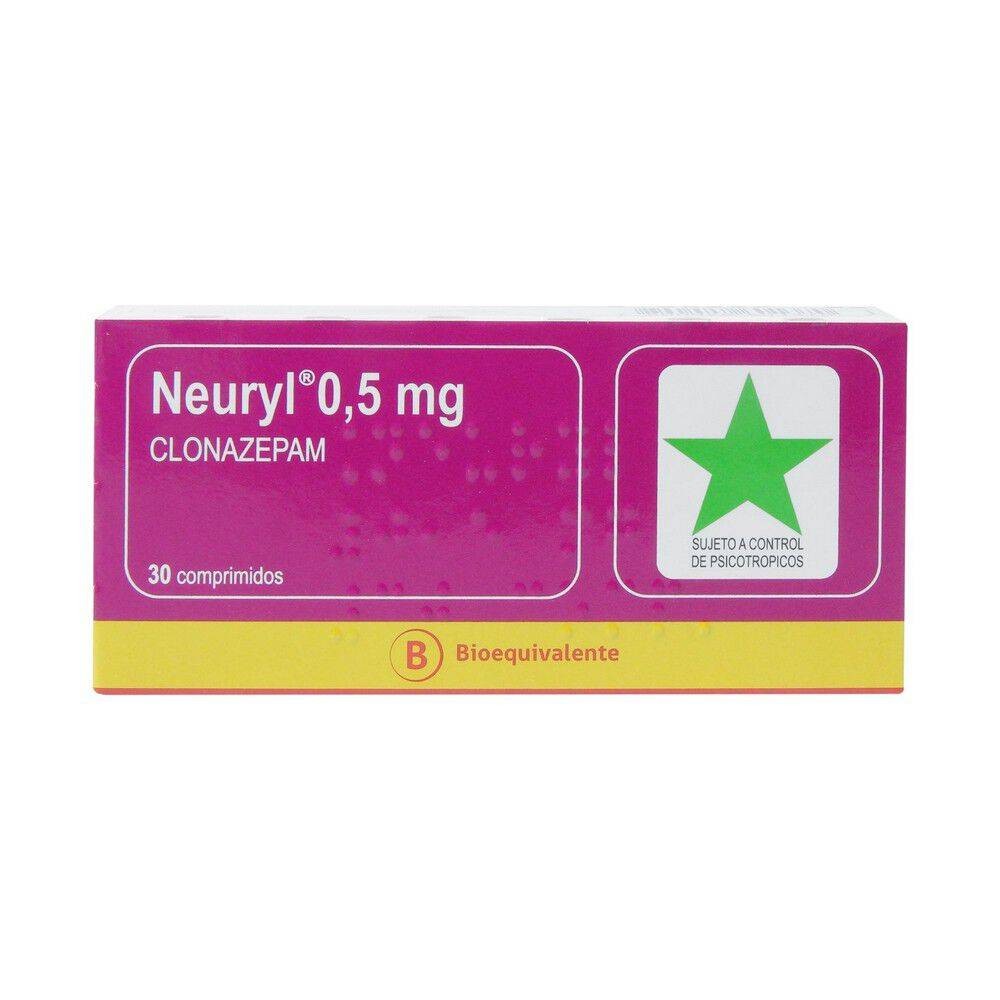 Neuryl® 0,5 mg
CLONAZEPAM
30 comprimidos
SUJETO A CONTROL
DE PSICOTROPICOS
B Bioequivalente